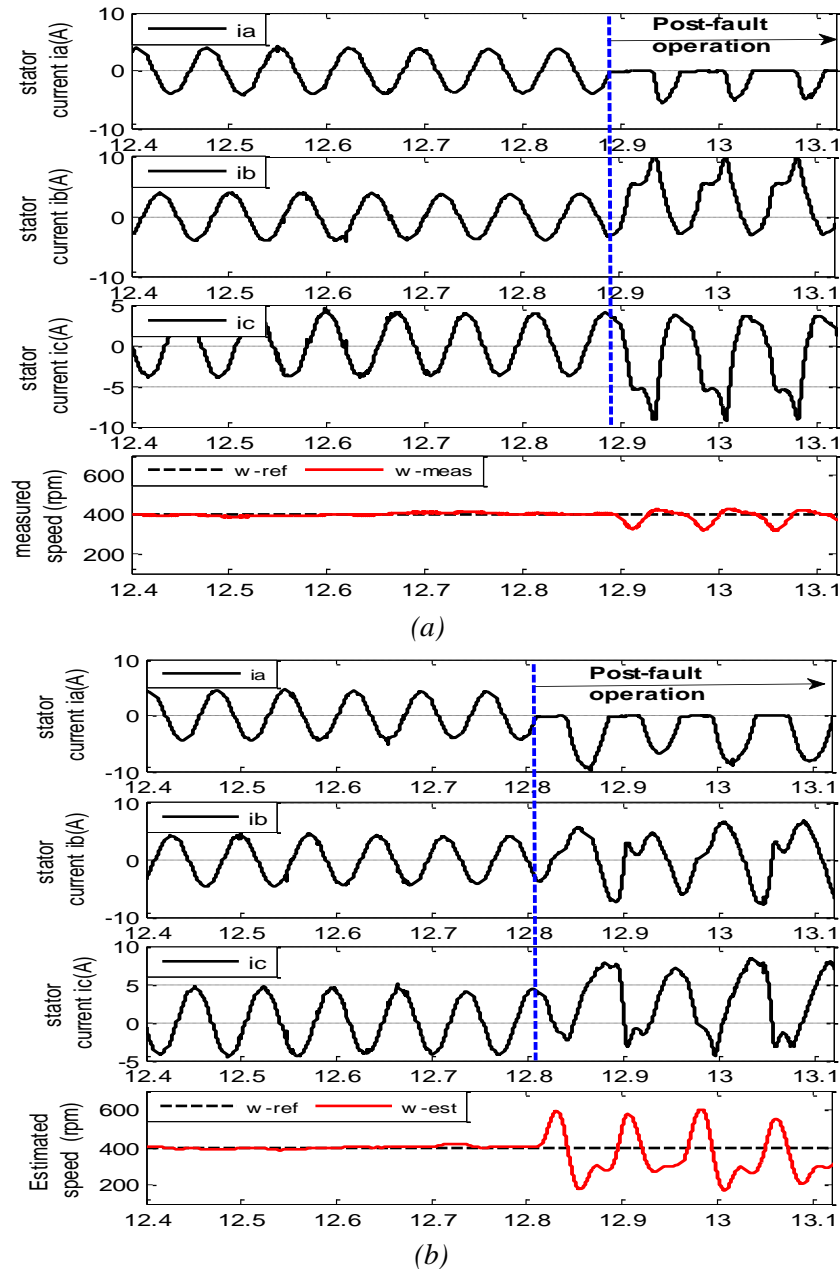 10
0
-10
stator
current ia(A)
ia
Post-fault
operation
12.4 12.5 12.6 12.7 12.8 12.9 13 13.1
10
0
-10
stator
current ib(A)
ib
12.4 12.5 12.6 12.7 12.8 12.9 13 13.1
5
0
-5
-10
stator
current ic(A)
ic
12.4 12.5 12.6 12.7 12.8 12.9 13 13.1
600
400
200
measured
speed (rpm)
w-ref w-meas
12.4 12.5 12.6 12.7 12.8 12.9 13 13.1
(a)
10
0
-10
stator
current ia(A)
ia
Post-fault
operation
12.4 12.5 12.6 12.7 12.8 12.9 13 13.1
10
0
-10
stator
current ib(A)
ib
12.4 12.5 12.6 12.7 12.8 12.9 13 13.1
5
0
-5
stator
current ic(A)
ic
12.4 12.5 12.6 12.7 12.8 12.9 13 13.1
600
400
200
Estimated
speed (rpm)
w-ref w-est
12.4 12.5 12.6 12.7 12.8 12.9 13 13.1
(b)